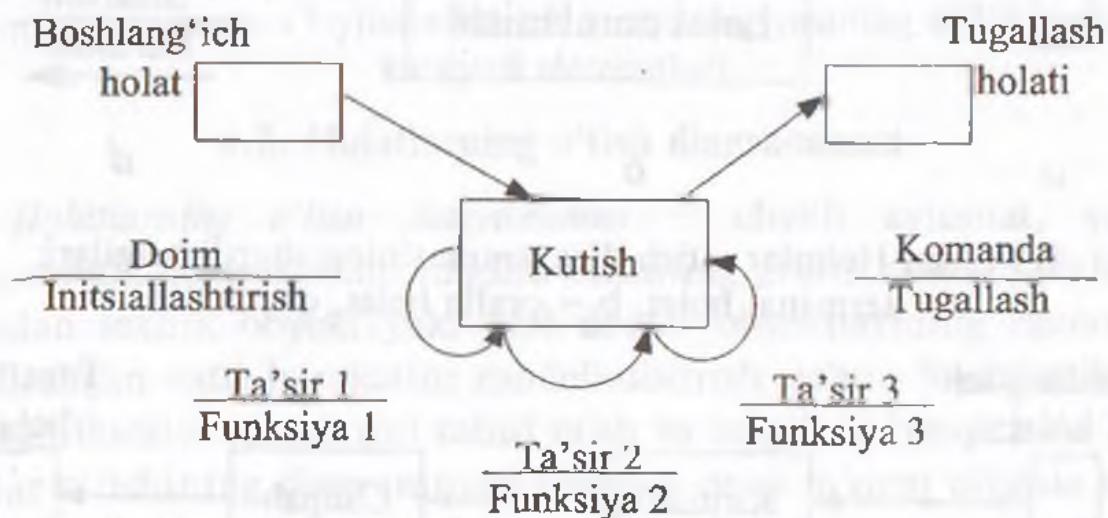 Boshlang'ich
holat
Tugallash
holati
Kutish
Doim
Initsiallashtirish
Komanda
Tugallash
Ta'sir 1
Funksiya 1
Ta'sir 2
Funksiya 2
Ta'sir 3
Funksiya 3